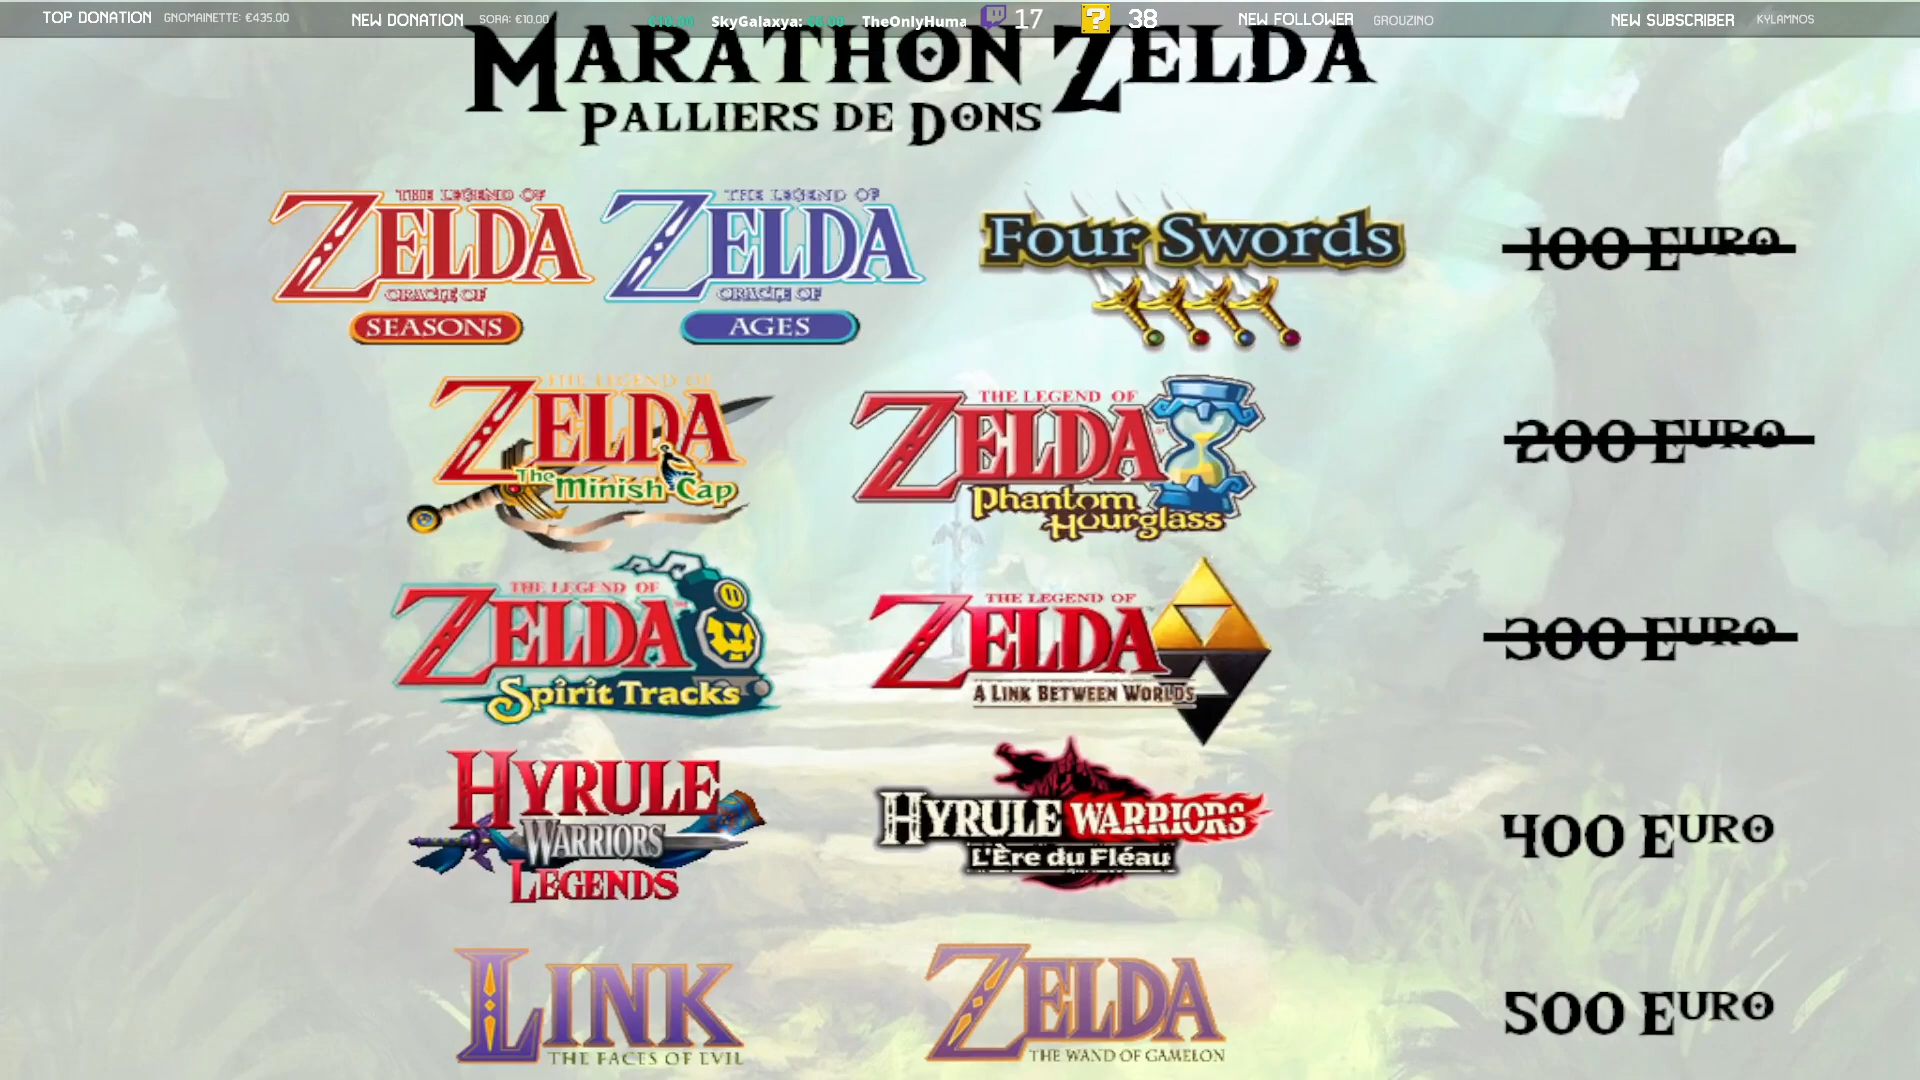 TOP DONATION GNOMAINETTE: €435.00 NEW DONATION SORA: €10.00 €10.00 SkyGalaxya: €6.00 TheOnlyHuma 17 ? 38 NEW FOLLOWER GROUZINO NEW SUBSCRIBER KYLAMNOS
MARATHON ZELDA
PALLIERS DE DONS
THE LEGEND OF
ZELDA
ORACLE OF
SEASONS
THE LEGEND OF
ZELDA
ORACLE OF
AGES
FOUR SWORDS
100 EURO
THE LEGEND OF
ZELDA
The Minish Cap
THE LEGEND OF
ZELDA
Phantom
Hourglass
200 EURO
THE LEGEND OF
ZELDA
Spirit Tracks
THE LEGEND OF
ZELDA
A LINK BETWEEN WORLDS
300 EURO
HYRULE
WARRIORS
LEGENDS
HYRULE WARRIORS
L'Ère du Fléau
400 EURO
LINK
THE FACES OF EVIL
ZELDA
THE WAND OF GAMELON
500 EURO